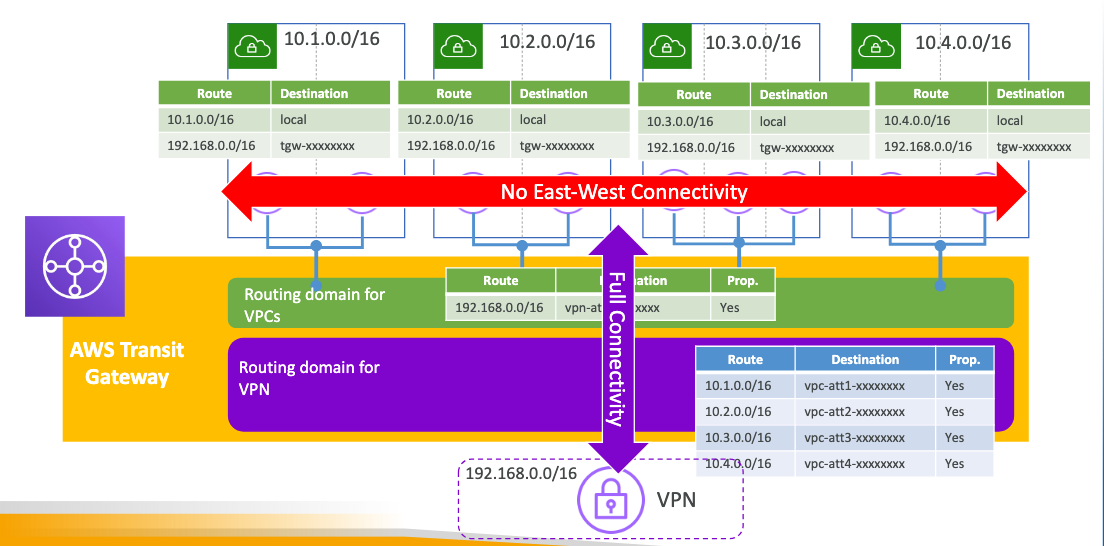 10.1.0.0/16
10.2.0.0/16
10.3.0.0/16
10.4.0.0/16
Route Destination
10.1.0.0/16 local
192.168.0.0/16 tgw-xxxxxxxx
Route Destination
10.2.0.0/16 local
192.168.0.0/16 tgw-xxxxxxxx
Route Destination
10.3.0.0/16 local
192.168.0.0/16 tgw-xxxxxxxx
Route Destination
10.4.0.0/16 local
192.168.0.0/16 tgw-xxxxxxxx
No East-West Connectivity
Routing domain for
VPCs
Route Prop.
192.168.0.0/16 Yes
Full Connectivity
AWS Transit
Gateway
Routing domain for
VPN
Route Destination Prop.
10.1.0.0/16 vpc-att1-xxxxxxxx Yes
10.2.0.0/16 vpc-att2-xxxxxxxx Yes
10.3.0.0/16 vpc-att3-xxxxxxxx Yes
10.4.0.0/16 vpc-att4-xxxxxxxx Yes
192.168.0.0/16
VPN